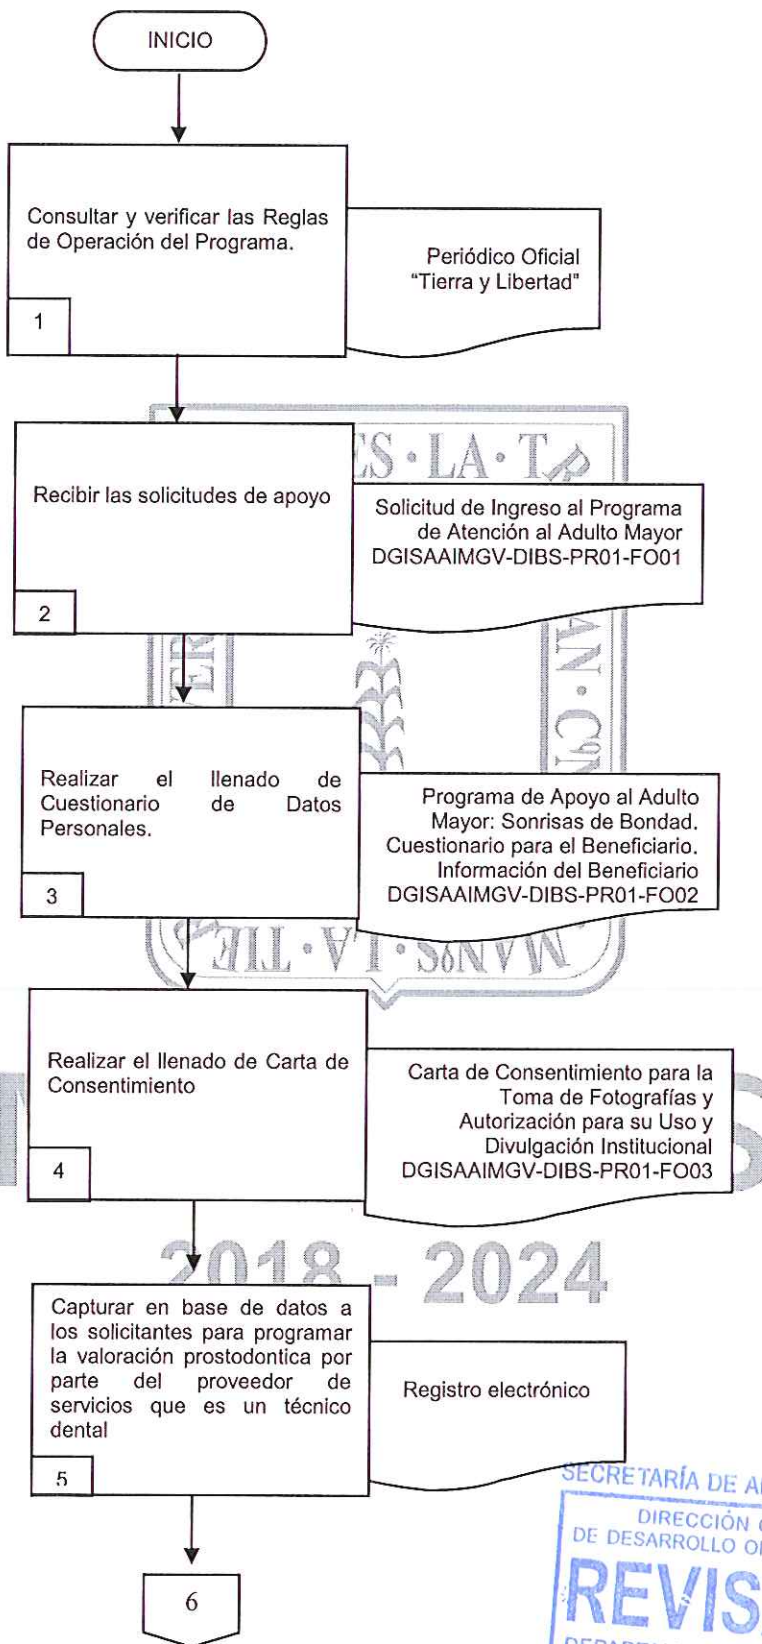 INICIO
Consultar y verificar las Reglas
de Operación del Programa.
1
Periódico Oficial
“Tierra y Libertad”
Recibir las solicitudes de apoyo
2
Solicitud de Ingreso al Programa
de Atención al Adulto Mayor
DGISAAIMGV-DIBS-PR01-FO01
Realizar el llenado de
Cuestionario de Datos
Personales.
3
Programa de Apoyo al Adulto
Mayor: Sonrisas de Bondad.
Cuestionario para el Beneficiario.
Información del Beneficiario
DGISAAIMGV-DIBS-PR01-FO02
Realizar el llenado de Carta de
Consentimiento
4
Carta de Consentimiento para la
Toma de Fotografías y
Autorización para su Uso y
Divulgación Institucional
DGISAAIMGV-DIBS-PR01-FO03
2018 - 2024
Capturar en base de datos a
los solicitantes para programar
la valoración prostodontica por
parte del proveedor de
servicios que es un técnico
dental
5
Registro electrónico
6
SECRETARÍA DE
DIRECCIÓN
DE DESARROLLO